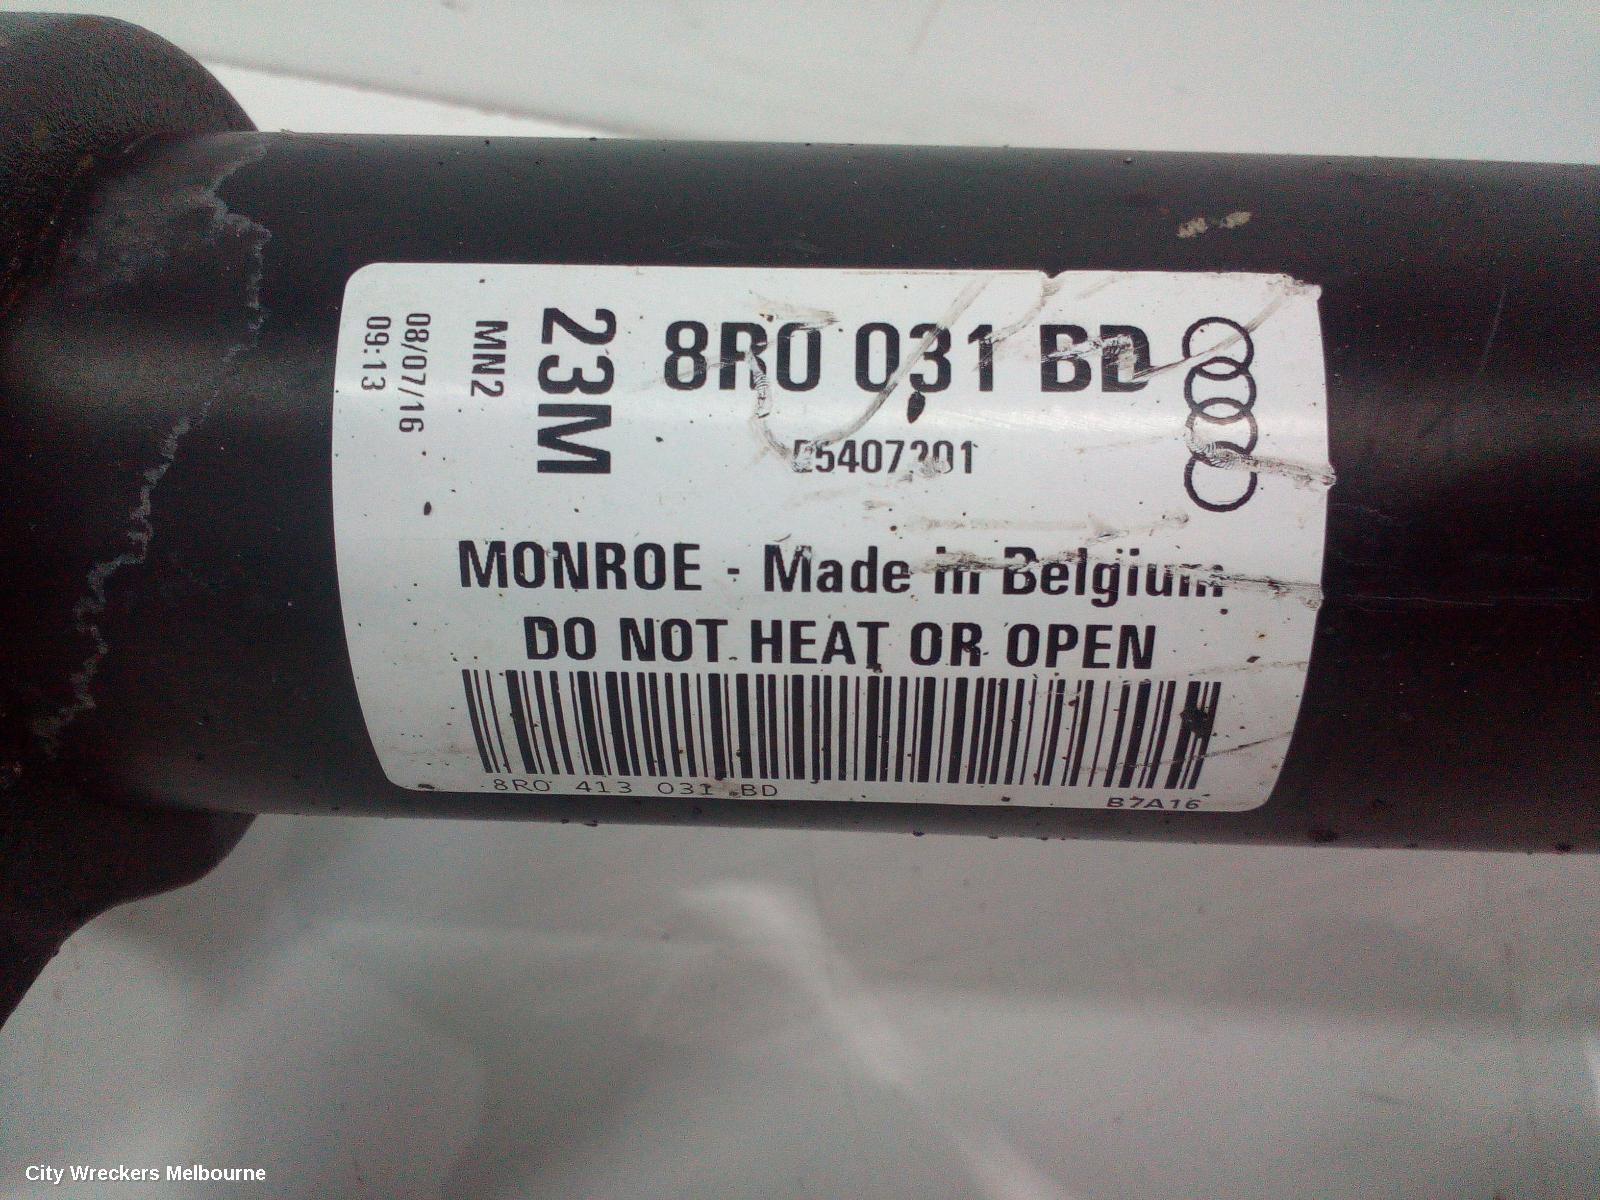 8R0 031 BD
23M
MN2
08/07/16
09:13
MONROE - Made in Belgium
DO NOT HEAT OR OPEN
8R0 413 031 BD
B7A16
City Wreckers Melbourne